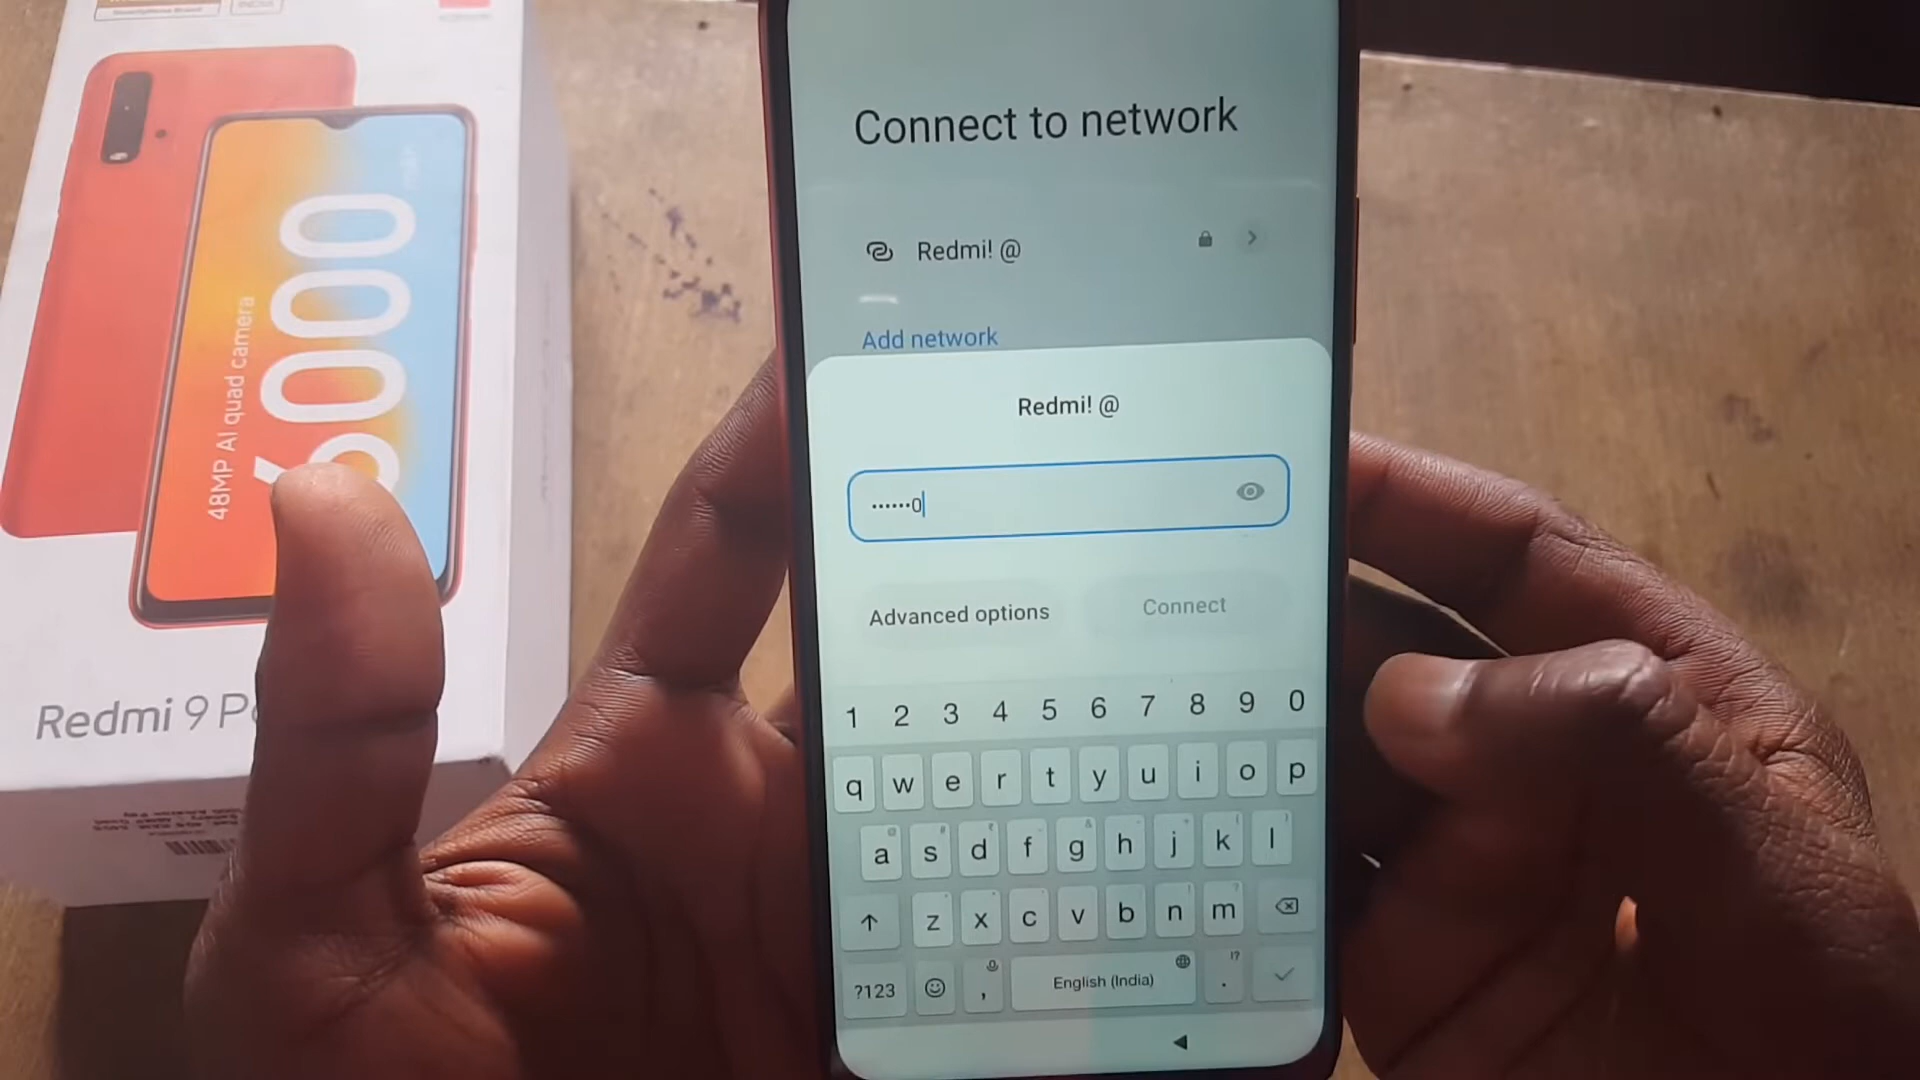 INDIA
48MP AI quad camera
6000
Redmi 9 P
Connect to network
Redmi! @
Add network
Redmi! @
••••••0
Advanced options
Connect
1 2 3 4 5 6 7 8 9 0
q w e r t y u i o p
a s d f g h j k l
z x c v b n m
?123 , English (India) . !?